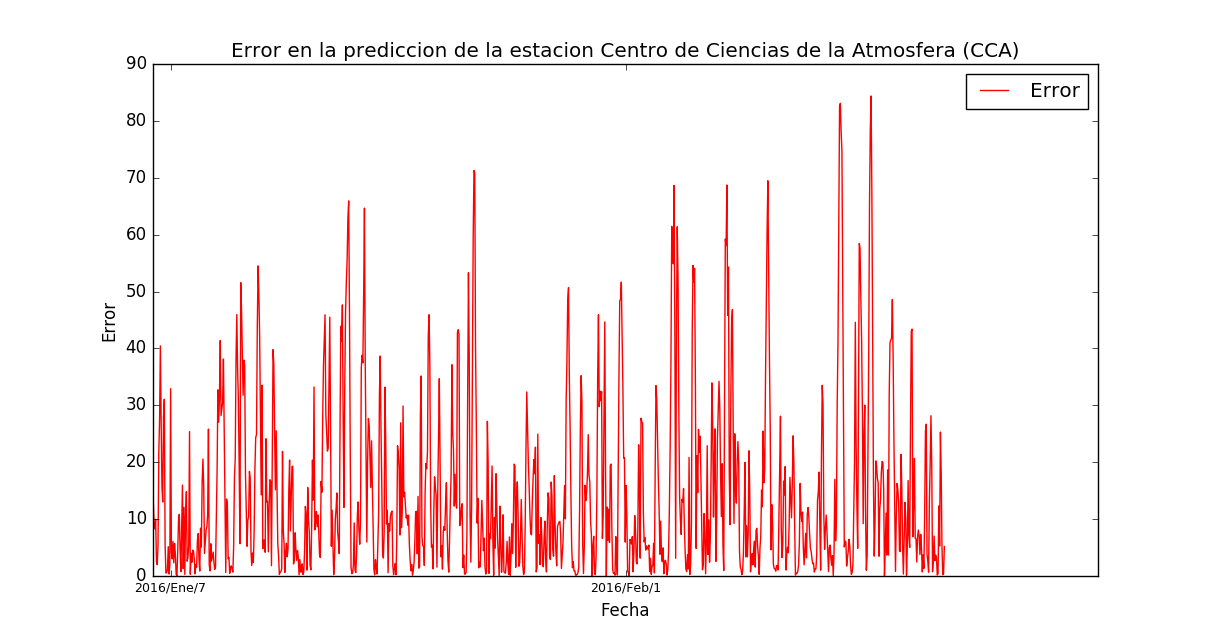 Error en la prediccion de la estacion Centro de Ciencias de la Atmosfera (CCA)
Error
90
80
70
60
50
40
30
20
10
0
Error
2016/Ene/7
2016/Feb/1
Fecha